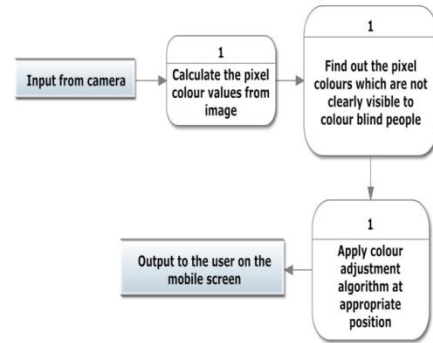 Input from camera
1
Calculate the pixel
colour values from
image
1
Find out the pixel
colours which are not
clearly visible to
colour blind people
1
Apply colour
adjustment
algorithm at
appropriate
position
Output to the user on the
mobile screen